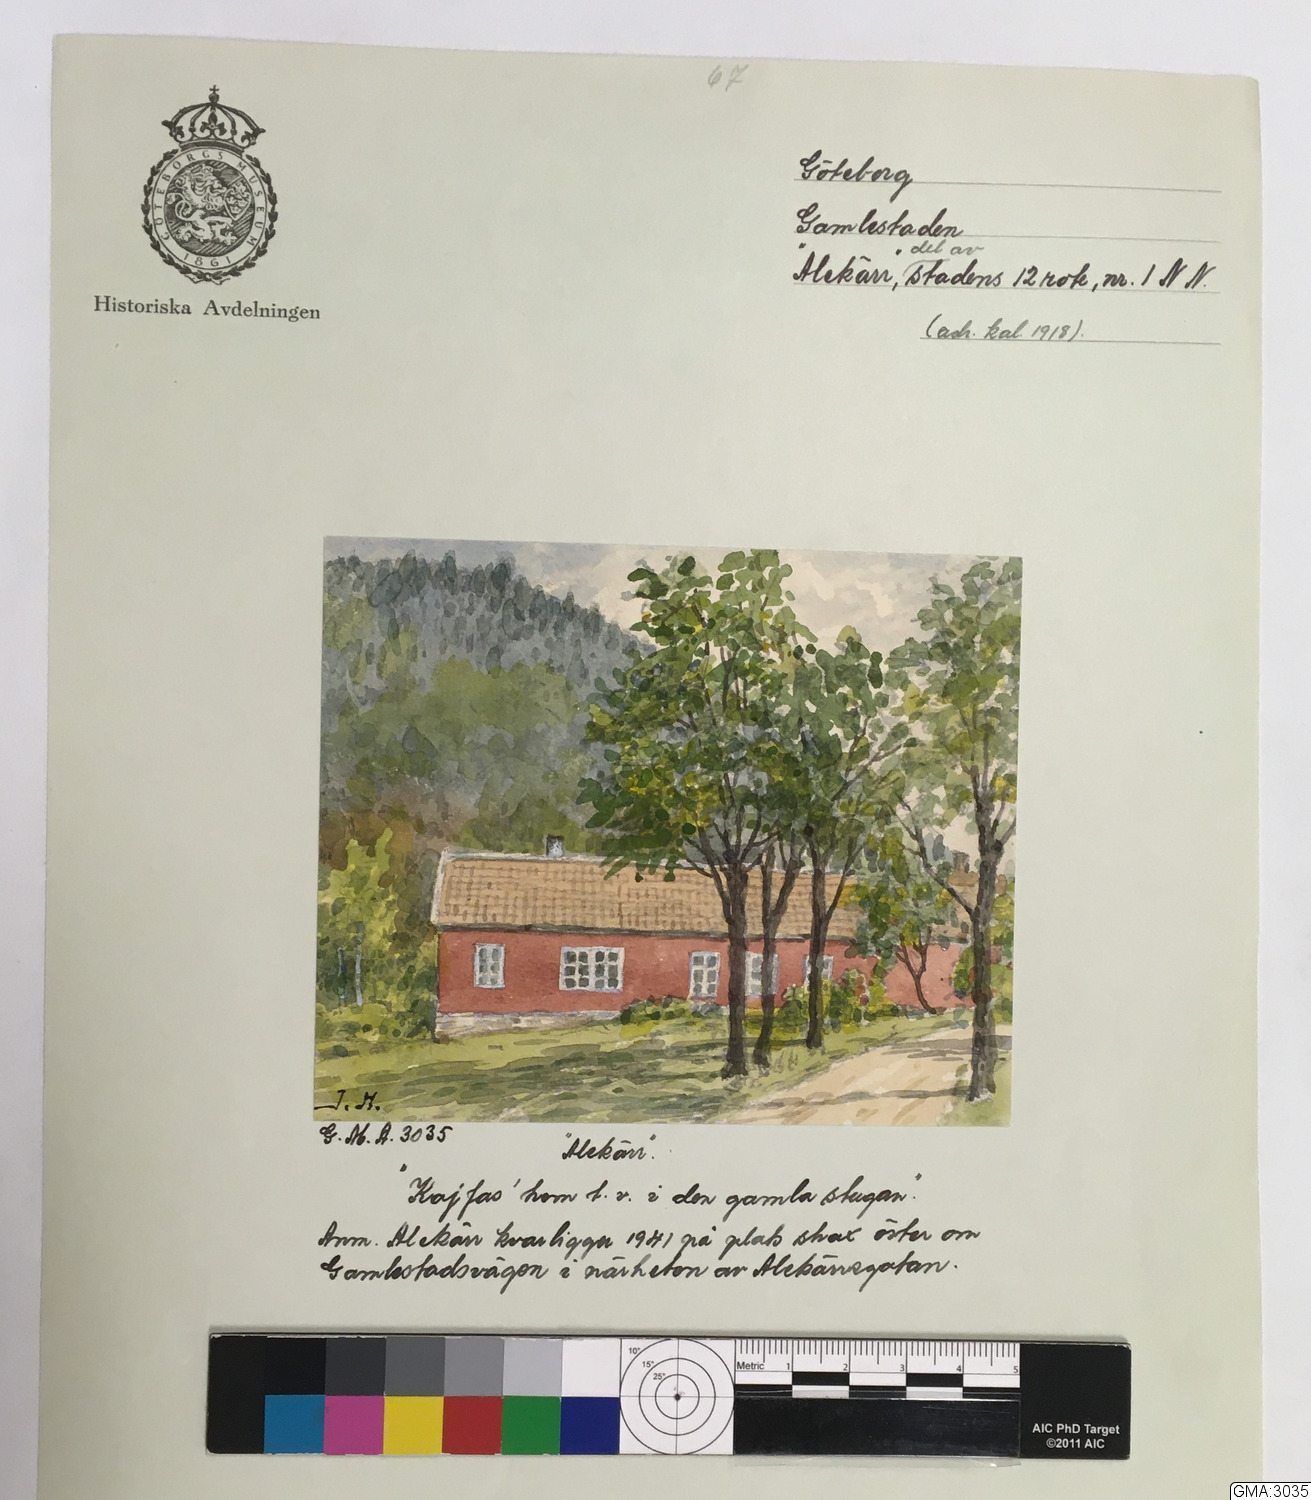 67
GÖTEBORGS MUSEUM
1861
Historiska Avdelningen
Göteborg
Gamlestaden
del av
"Alekärr", Stadens 12 rote, nr. 1 N N.
(adr. kal. 1918).
J. H.
G. M. A. 3035
"Alekärr".
"Kajfas' hem t. v. i den gamla stugan".
Anm. Alekärr kvarligger 1941 på plats strax öster om
Gamlestadsvägen i närheten av Alekärrsgatan.
10°
15°
25°
Metric 1 2 3 4 5
AIC PhD Target
©2011 AIC
GMA:3035